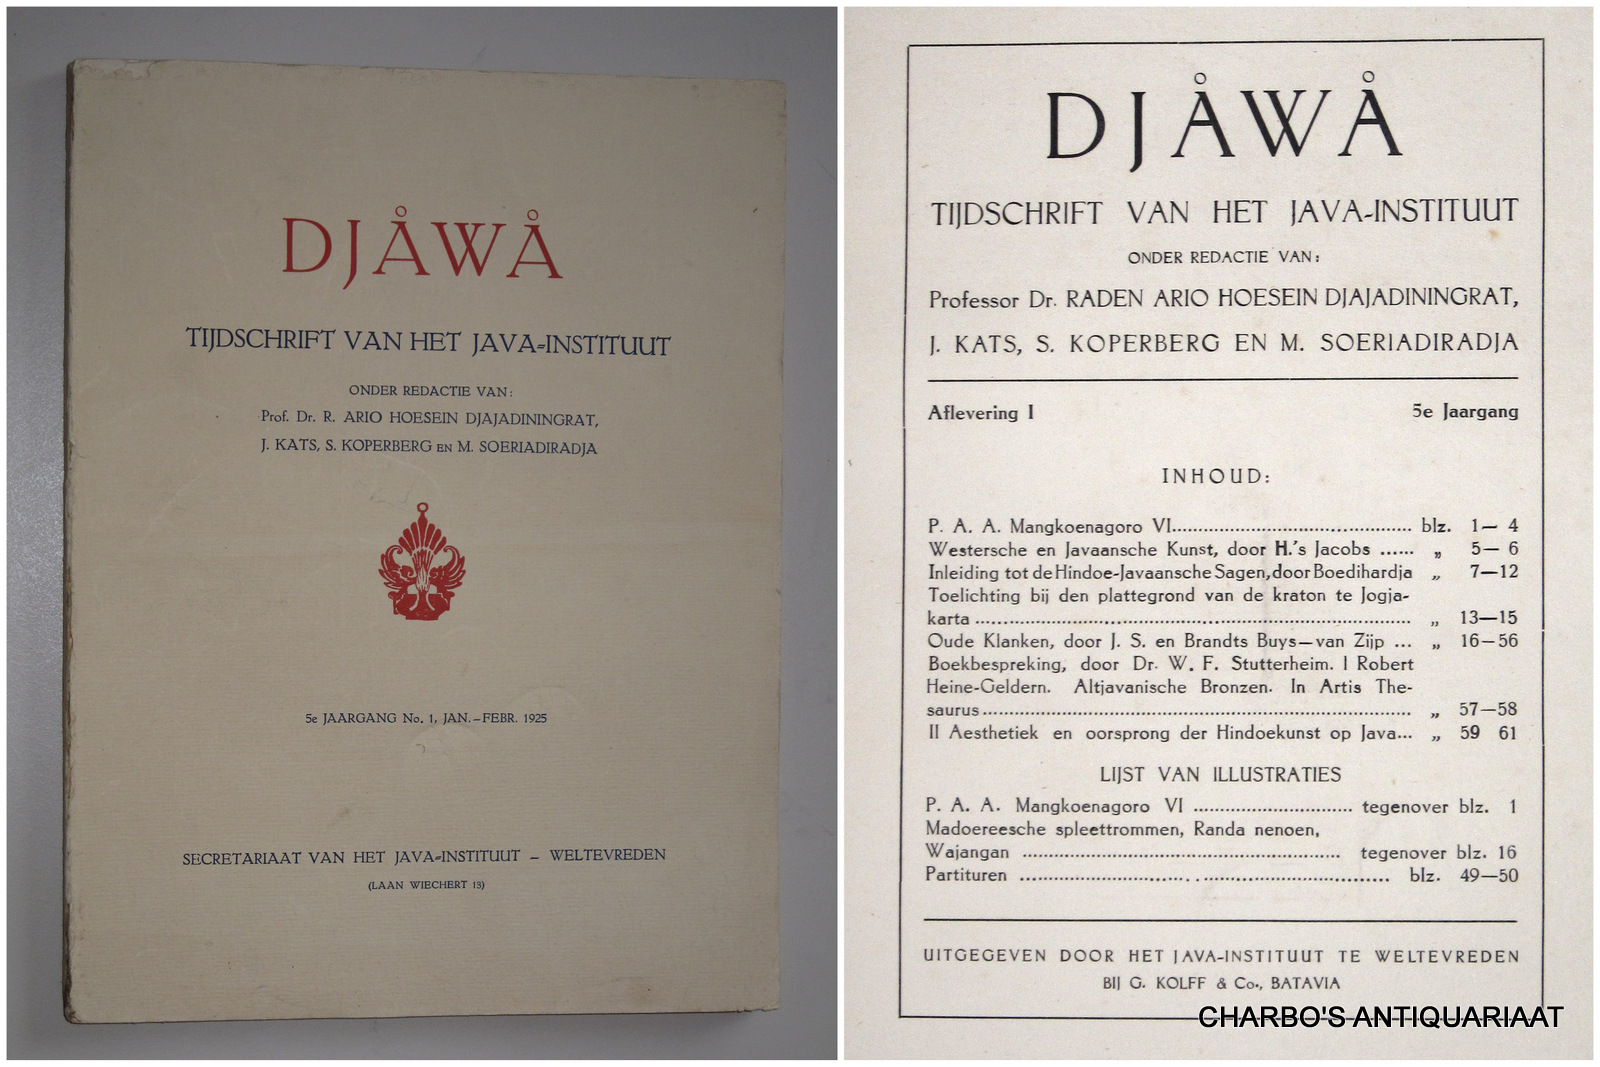 DJÅWÅ
TIJDSCHRIFT VAN HET JAVA-INSTITUUT
ONDER REDACTIE VAN:
Prof. Dr. R. ARIO HOESEIN DJAJADININGRAT,
J. KATS, S. KOPERBERG EN M. SOERIADIRADJA
5e JAARGANG No. 1, JAN.-FEBR. 1925
SECRETARIAAT VAN HET JAVA-INSTITUUT – WELTEVREDEN
(LAAN WIECHERT 13)
DJÅWÅ
TIJDSCHRIFT VAN HET JAVA-INSTITUUT
ONDER REDACTIE VAN:
Professor Dr. RADEN ARIO HOESEIN DJAJADININGRAT,
J. KATS, S. KOPERBERG EN M. SOERIADIRADJA
Aflevering I 5e Jaargang
INHOUD:
P. A. A. Mangkoenagoro VI........................................ blz. 1— 4
Westersche en Javaansche Kunst, door H.'s Jacobs ...... „ 5— 6
Inleiding tot de Hindoe-Javaansche Sagen, door Boedihardja „ 7—12
Toelichting bij den plattegrond van de kraton te Jogja-
karta ........................................................................ „ 13—15
Oude Klanken, door J. S. en Brandts Buys—van Zijp ... „ 16—56
Boekbespreking, door Dr. W. F. Stutterheim. I Robert
Heine-Geldern. Altjavanische Bronzen. In Artis The-
saurus ....................................................................... „ 57—58
II Aesthetiek en oorsprong der Hindoekunst op Java... „ 59 61
LIJST VAN ILLUSTRATIES
P. A. A. Mangkoenagoro VI ........................... tegenover blz. 1
Madoereesche spleettrommen, Randa nenoen,
Wajangan ...................................................... tegenover blz. 16
Partituren ............................................................... blz. 49—50
UITGEGEVEN DOOR HET JAVA-INSTITUUT TE WELTEVREDEN
BIJ G. KOLFF & Co., BATAVIA
CHARBO'S ANTIQUARIAAT